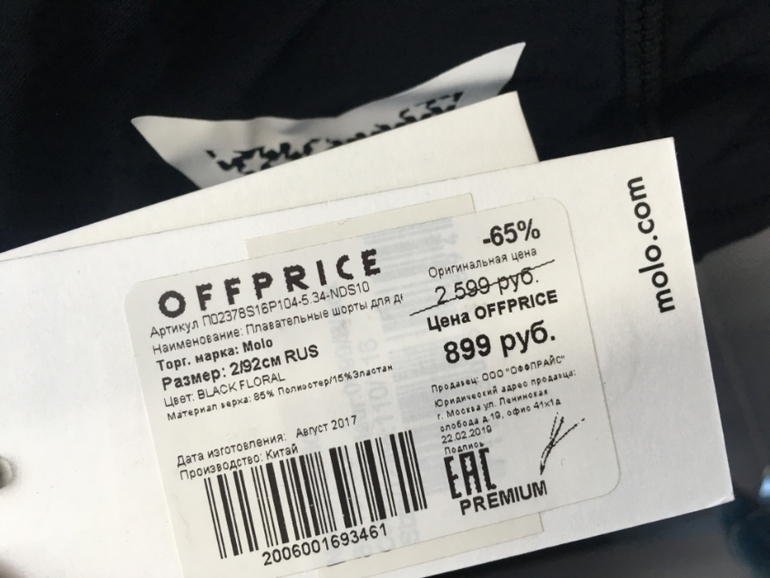 molo.com
OFFPRICE
Артикул П02378S16P104-5.34-NDS10
Наименование: Плавательные шорты для де
Торг. марка: Molo
Размер: 2/92см RUS
Цвет: BLACK FLORAL
Материал верха: 85% Полиэстер/15%Эластан
Дата изготовления: Август 2017
Производство: Китай
2006001693461
-65%
Оригинальная цена
2 599 руб.
Цена OFFPRICE
899 руб.
Продавец: ООО "ОФФПРАЙС"
Юридический адрес продавца:
г. Москва ул. Ленинская
слобода д.19, офис 41х1д
22.02.2019
Подпись
EAC
PREMIUM